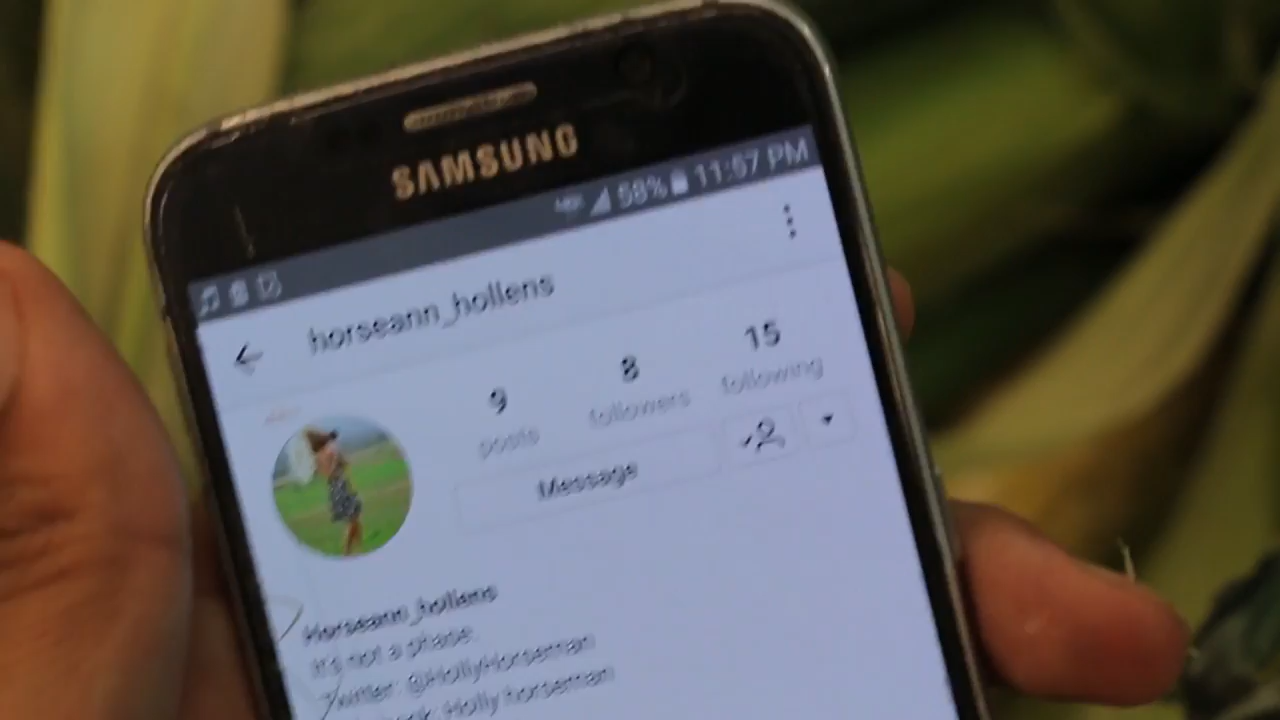 SAMSUNG
58% 11:57 PM
horseann_hollens
9 8 15
posts followers following
Message
Horseann_hollens
It's not a phase.
Twitter: @HollyHorseman
Holly horseman